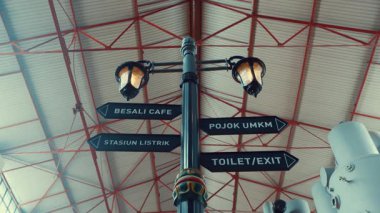 BESALI CAFE
POJOK UMKM
STASIUN LISTRIK
TOILET/EXIT